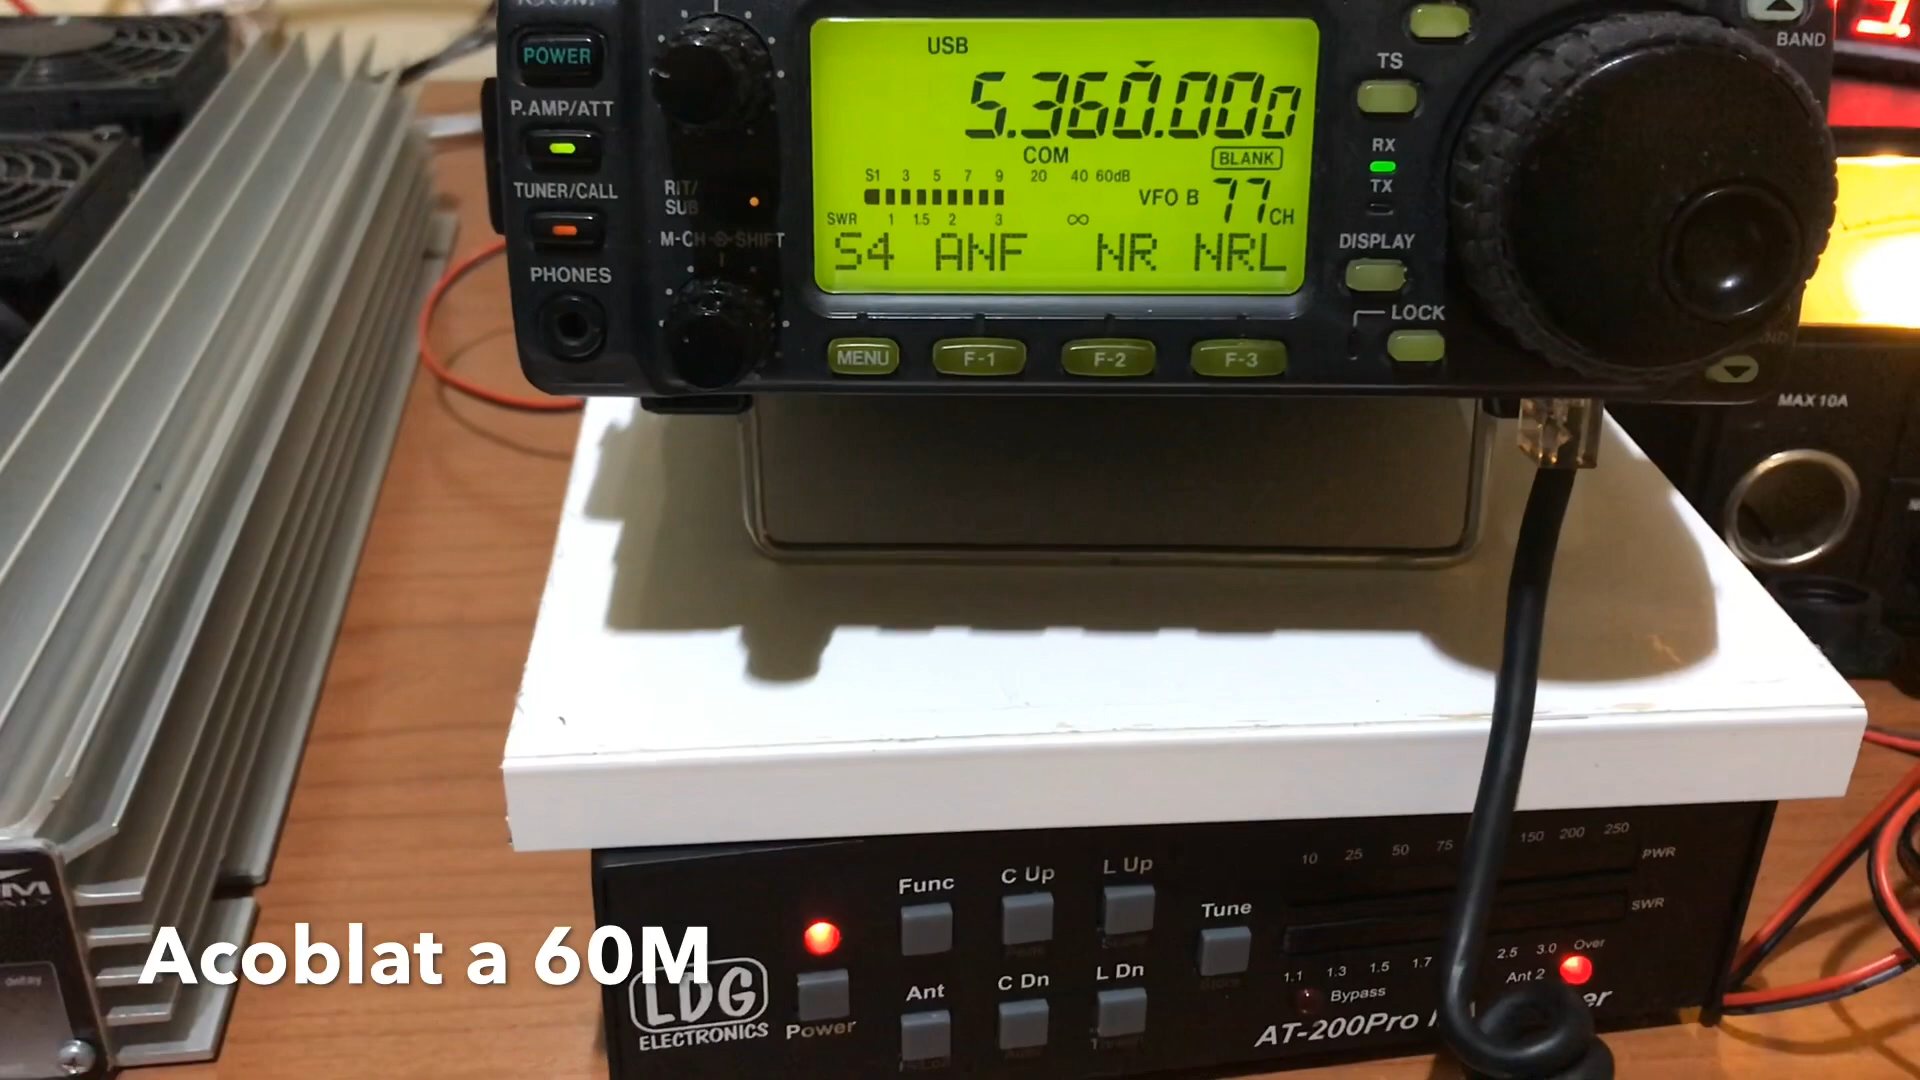 POWER
P.AMP/ATT
TUNER/CALL
PHONES
RIT/
SUB
M-CH SHIFT
USB
5.360.000
COM
BLANK
S1 3 5 7 9 20 40 60dB
VFO B 77CH
SWR 1 1.5 2 3 ∞
S4 ANF NR NRL
MENU F-1 F-2 F-3
TS
RX
TX
DISPLAY
LOCK
BAND
MAX 10A
10 25 50 75 150 200 250
PWR
SWR
Func C Up L Up
Tune
Ant C Dn L Dn
Power
1.1 1.3 1.5 1.7 2.5 3.0 Over
Bypass
Ant 2
LDG
ELECTRONICS
AT-200Pro
Acoblat a 60M